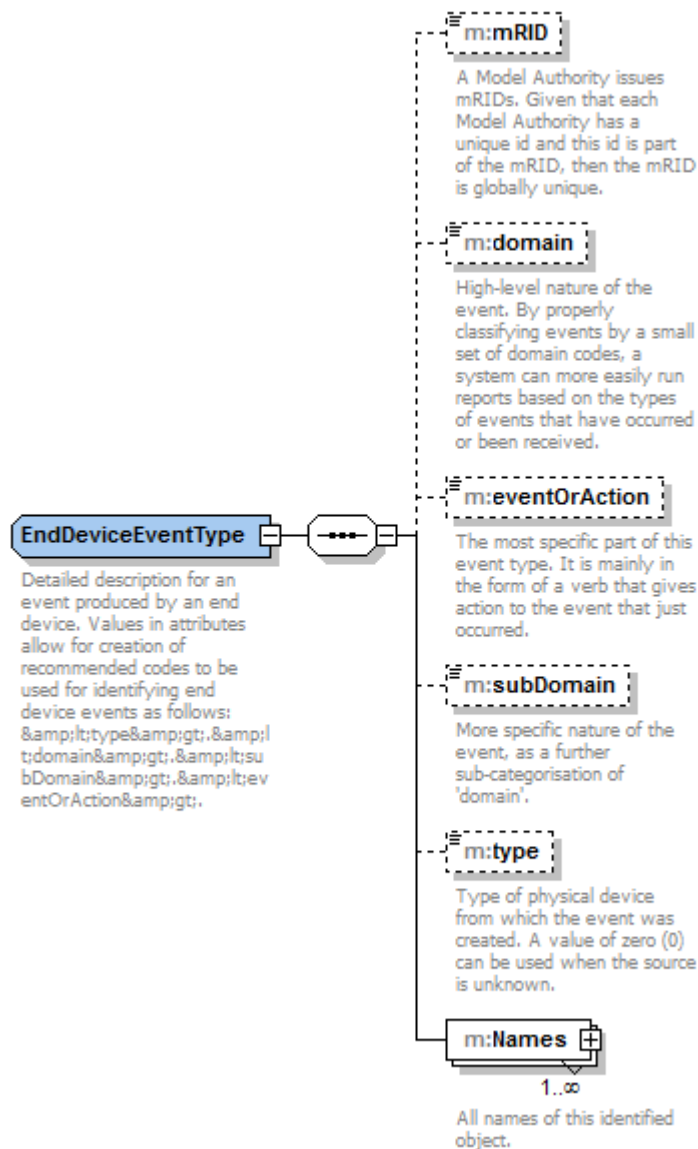 m:mRID
A Model Authority issues
mRIDs. Given that each
Model Authority has a
unique id and this id is part
of the mRID, then the mRID
is globally unique.
m:domain
High-level nature of the
event. By properly
classifying events by a small
set of domain codes, a
system can more easily run
reports based on the types
of events that have occurred
or been received.
m:eventOrAction
The most specific part of this
event type. It is mainly in
the form of a verb that gives
action to the event that just
occurred.
EndDeviceEventType
Detailed description for an
event produced by an end
device. Values in attributes
allow for creation of
recommended codes to be
used for identifying end
device events as follows:
&amp;lt;type&amp;gt;.&amp;l
t;domain&amp;gt;.&amp;lt;su
bDomain&amp;gt;.&amp;lt;ev
entOrAction&amp;gt;.
m:subDomain
More specific nature of the
event, as a further
sub-categorisation of
'domain'.
m:type
Type of physical device
from which the event was
created. A value of zero (0)
can be used when the source
is unknown.
m:Names
1..∞
All names of this identified
object.